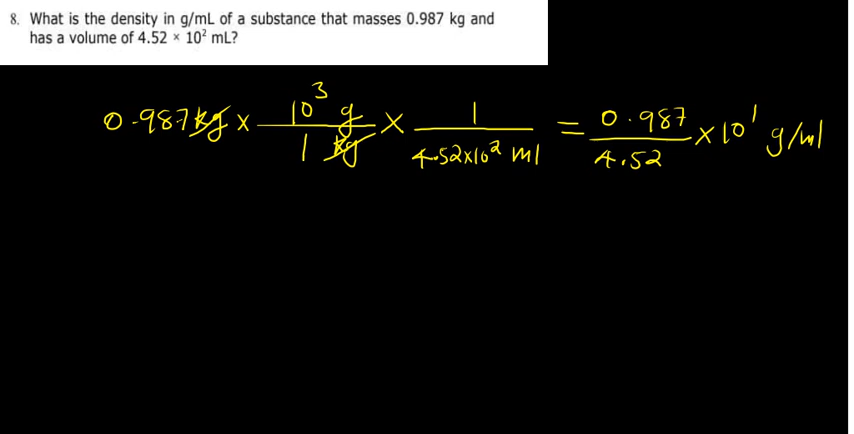 8. What is the density in g/mL of a substance that masses 0.987 kg and
has a volume of 4.52 × 10² mL?
0.987 kg × 10³ g / 1 kg × 1 / 4.52×10² ml = 0.987 / 4.52 × 10¹ g/ml